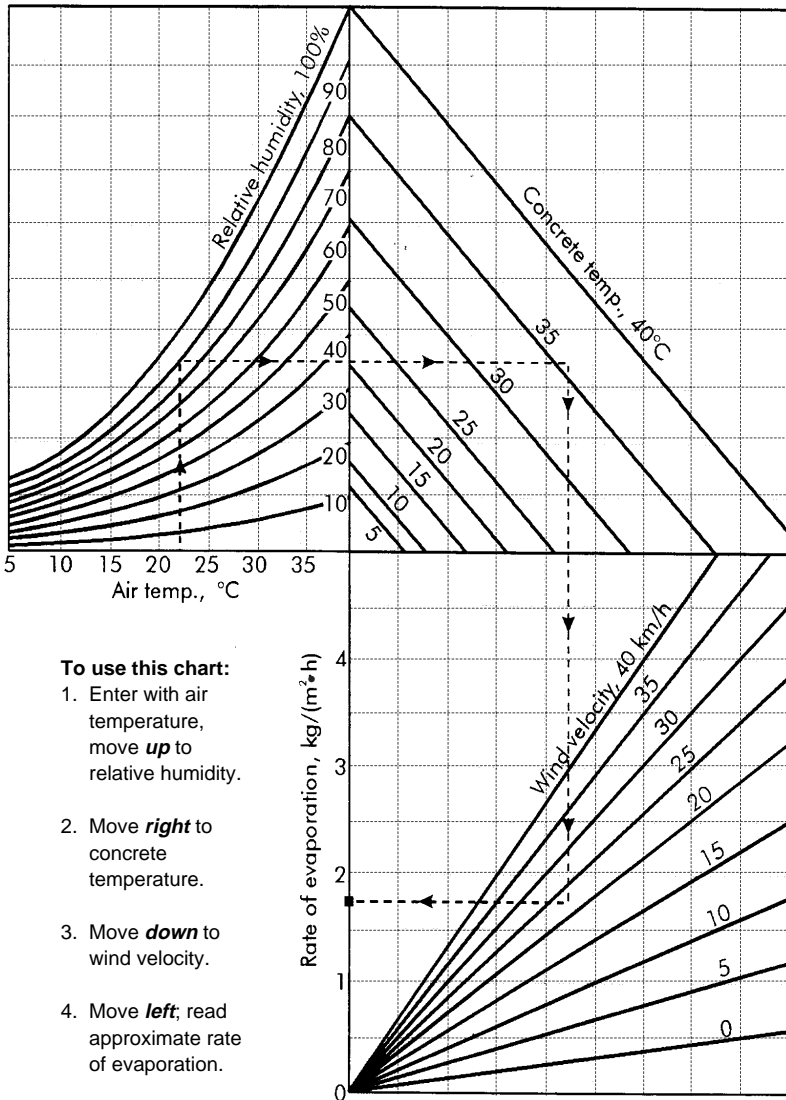 Relative humidity, 100%
90
80
70
60
50
40
30
20
10
Concrete temp., 40°C
35
30
25
20
15
10
5
5 10 15 20 25 30 35
Air temp., °C
To use this chart:
1. Enter with air
temperature,
move up to
relative humidity.
2. Move right to
concrete
temperature.
3. Move down to
wind velocity.
4. Move left; read
approximate rate
of evaporation.
Rate of evaporation, kg/(m²•h)
4
3
2
1
0
Wind velocity, 40 km/h
35
30
25
20
15
10
5
0